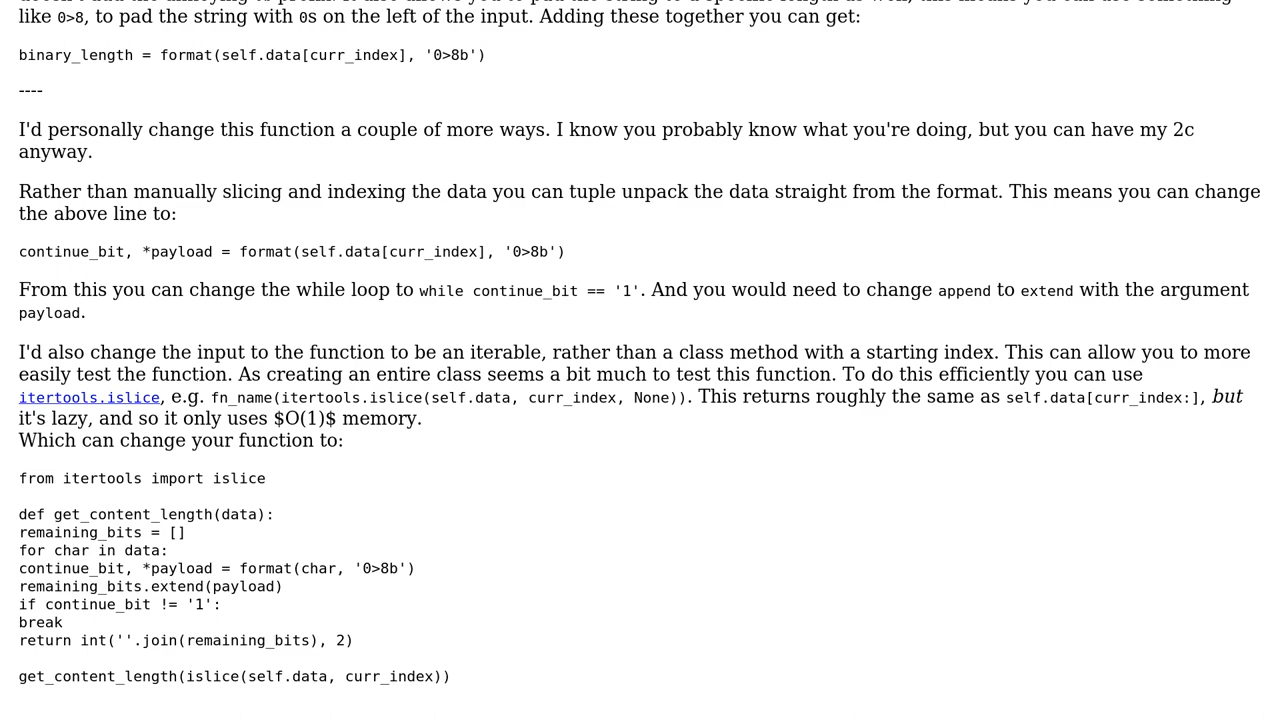 like 0>8, to pad the string with 0s on the left of the input. Adding these together you can get:
binary_length = format(self.data[curr_index], '0>8b')
----
I'd personally change this function a couple of more ways. I know you probably know what you're doing, but you can have my 2c
anyway.
Rather than manually slicing and indexing the data you can tuple unpack the data straight from the format. This means you can change
the above line to:
continue_bit, *payload = format(self.data[curr_index], '0>8b')
From this you can change the while loop to while continue_bit == '1'. And you would need to change append to extend with the argument
payload.
I'd also change the input to the function to be an iterable, rather than a class method with a starting index. This can allow you to more
easily test the function. As creating an entire class seems a bit much to test this function. To do this efficiently you can use
itertools.islice, e.g. fn_name(itertools.islice(self.data, curr_index, None)). This returns roughly the same as self.data[curr_index:], but
it's lazy, and so it only uses $O(1)$ memory.
Which can change your function to:
from itertools import islice
def get_content_length(data):
remaining_bits = []
for char in data:
continue_bit, *payload = format(char, '0>8b')
remaining_bits.extend(payload)
if continue_bit != '1':
break
return int(''.join(remaining_bits), 2)
get_content_length(islice(self.data, curr_index))